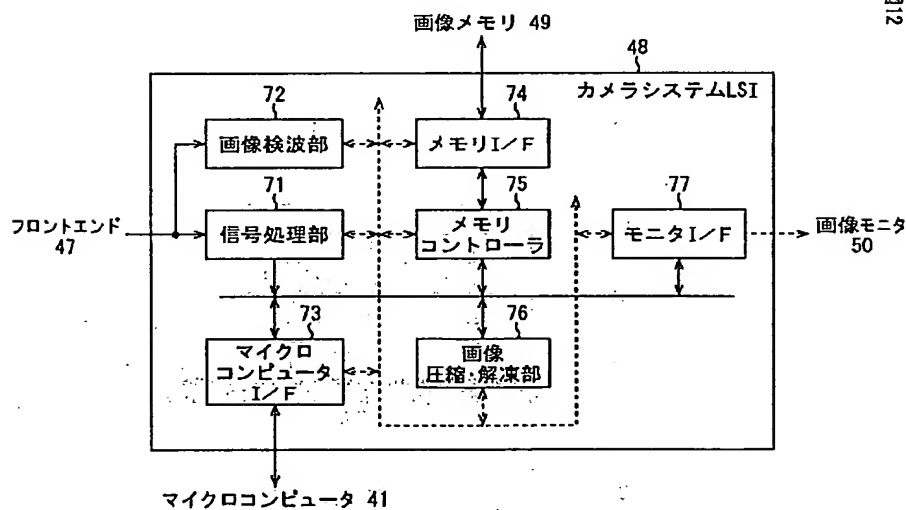 図12
画像メモリ 49
48
カメラシステムLSI
72
画像検波部
74
メモリI/F
71
信号処理部
75
メモリ
コントローラ
77
モニタI/F
フロントエンド
47
画像モニタ
50
73
マイクロ
コンピュータ
I/F
76
画像
圧縮・解凍部
マイクロコンピュータ 41